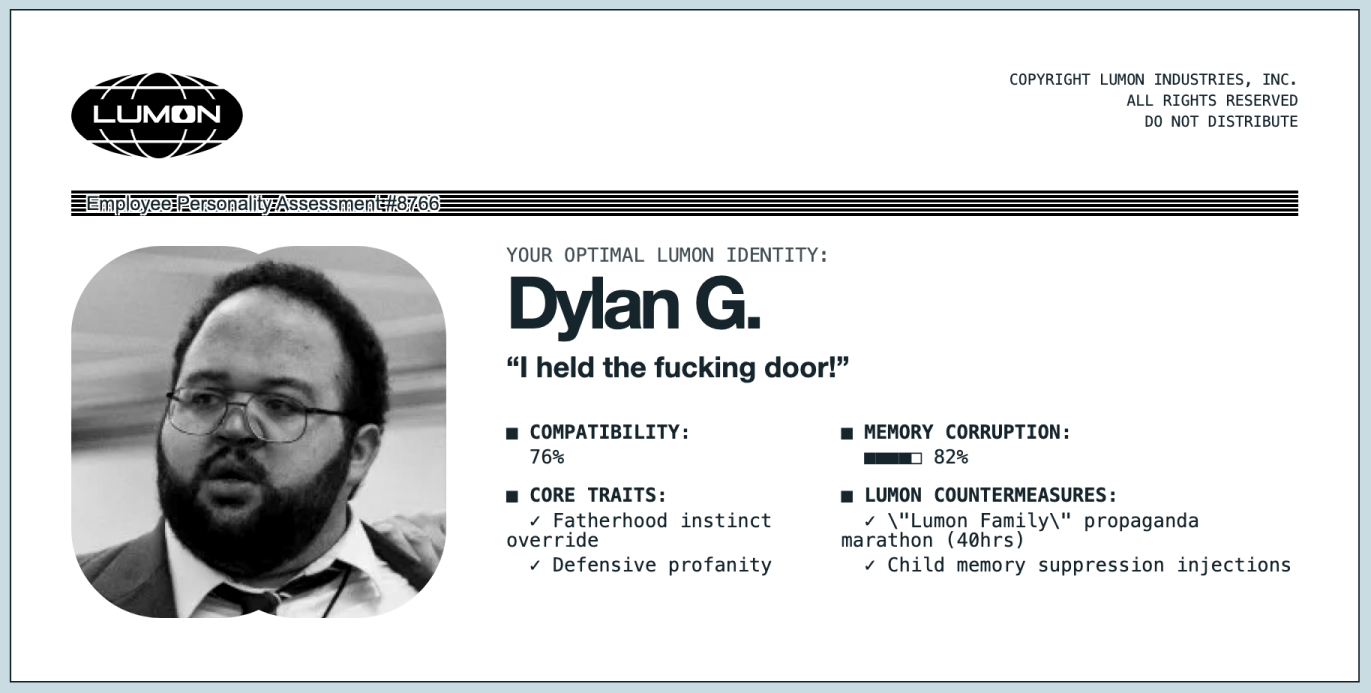 LUMON
COPYRIGHT LUMON INDUSTRIES, INC.
ALL RIGHTS RESERVED
DO NOT DISTRIBUTE
Employee Personality Assessment #8766
YOUR OPTIMAL LUMON IDENTITY:
Dylan G.
“I held the fucking door!”
■ COMPATIBILITY:
76%
■ CORE TRAITS:
✓ Fatherhood instinct
override
✓ Defensive profanity
■ MEMORY CORRUPTION:
■■■■□ 82%
■ LUMON COUNTERMEASURES:
✓ \"Lumon Family\" propaganda
marathon (40hrs)
✓ Child memory suppression injections